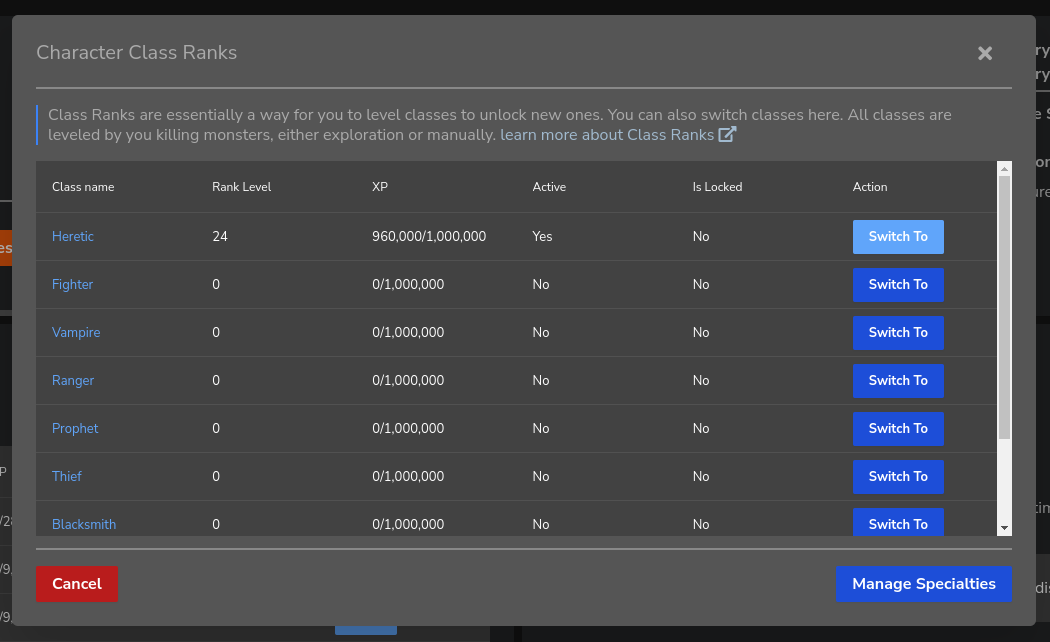 Character Class Ranks
Class Ranks are essentially a way for you to level classes to unlock new ones. You can also switch classes here. All classes are
leveled by you killing monsters, either exploration or manually. learn more about Class Ranks
Class name Rank Level XP Active Is Locked Action
Heretic 24 960,000/1,000,000 Yes No Switch To
Fighter 0 0/1,000,000 No No Switch To
Vampire 0 0/1,000,000 No No Switch To
Ranger 0 0/1,000,000 No No Switch To
Prophet 0 0/1,000,000 No No Switch To
Thief 0 0/1,000,000 No No Switch To
Blacksmith 0 0/1,000,000 No No Switch To
Cancel Manage Specialties